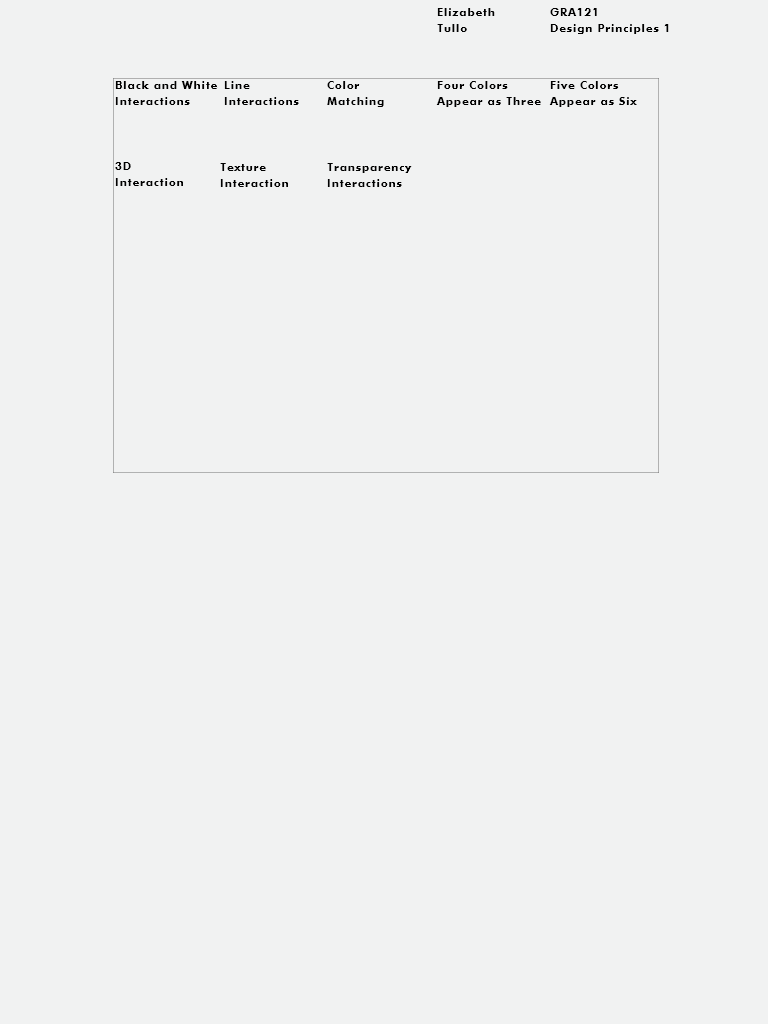 Elizabeth
Tullo
GRA121
Design Principles 1
Black and White
Interactions
Line
Interactions
Color
Matching
Four Colors
Appear as Three
Five Colors
Appear as Six
3D
Interaction
Texture
Interaction
Transparency
Interactions